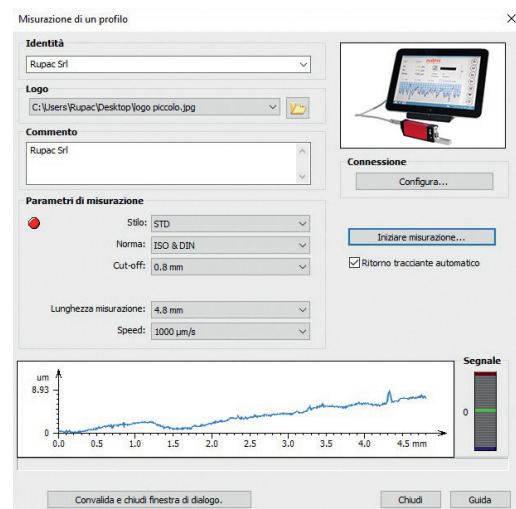 Misurazione di un profilo
Identità
Rupac Srl
Logo
C:\Users\Rupac\Desktop\logo piccolo.jpg
Commento
Rupac Srl
Connessione
Configura...
Parametri di misurazione
Stilo: STD
Norma: ISO & DIN
Cut-off: 0.8 mm
Lunghezza misurazione: 4.8 mm
Speed: 1000 µm/s
Iniziare misurazione...
Ritorno tracciante automatico
um
8.93
0
0.0 0.5 1.0 1.5 2.0 2.5 3.0 3.5 4.0 4.5 mm
Segnale
0
Convalida e chiudi finestra di dialogo.
Chiudi
Guida